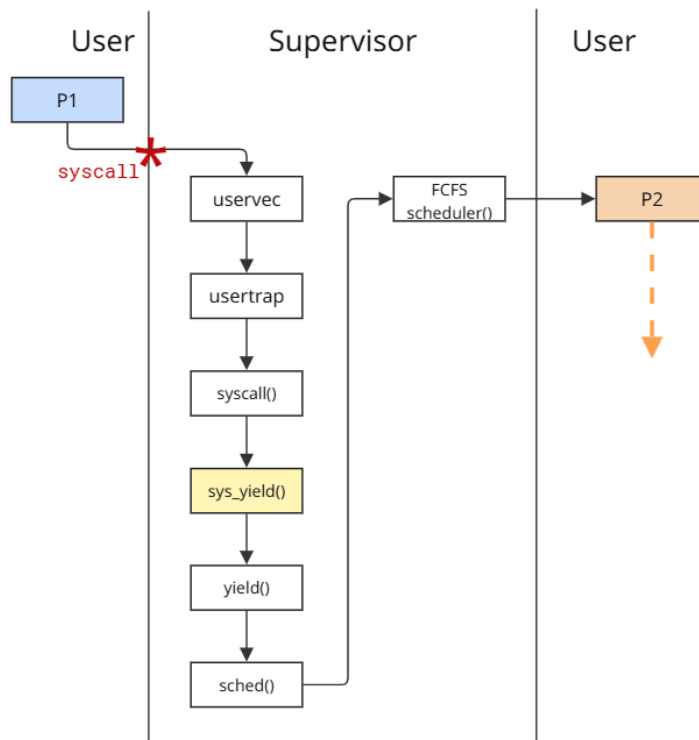 User
Supervisor
User
P1
syscall
uservec
FCFS
scheduler()
P2
usertrap
syscall()
sys_yield()
yield()
sched()